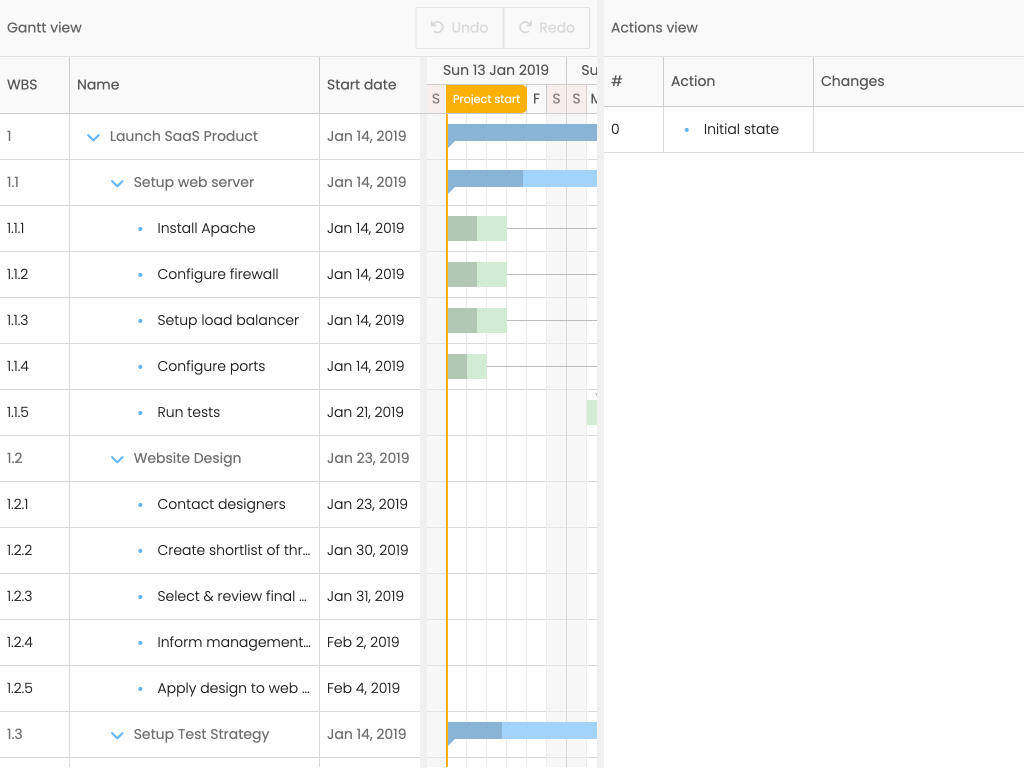 Gantt view
Undo
Redo
Actions view
WBS
Name
Start date
Sun 13 Jan 2019
Su
S
Project start
F
S
S
M
#
Action
Changes
1
Launch SaaS Product
Jan 14, 2019
0
Initial state
1.1
Setup web server
Jan 14, 2019
1.1.1
Install Apache
Jan 14, 2019
1.1.2
Configure firewall
Jan 14, 2019
1.1.3
Setup load balancer
Jan 14, 2019
1.1.4
Configure ports
Jan 14, 2019
1.1.5
Run tests
Jan 21, 2019
1.2
Website Design
Jan 23, 2019
1.2.1
Contact designers
Jan 23, 2019
1.2.2
Create shortlist of thr...
Jan 30, 2019
1.2.3
Select & review final ...
Jan 31, 2019
1.2.4
Inform management...
Feb 2, 2019
1.2.5
Apply design to web ...
Feb 4, 2019
1.3
Setup Test Strategy
Jan 14, 2019